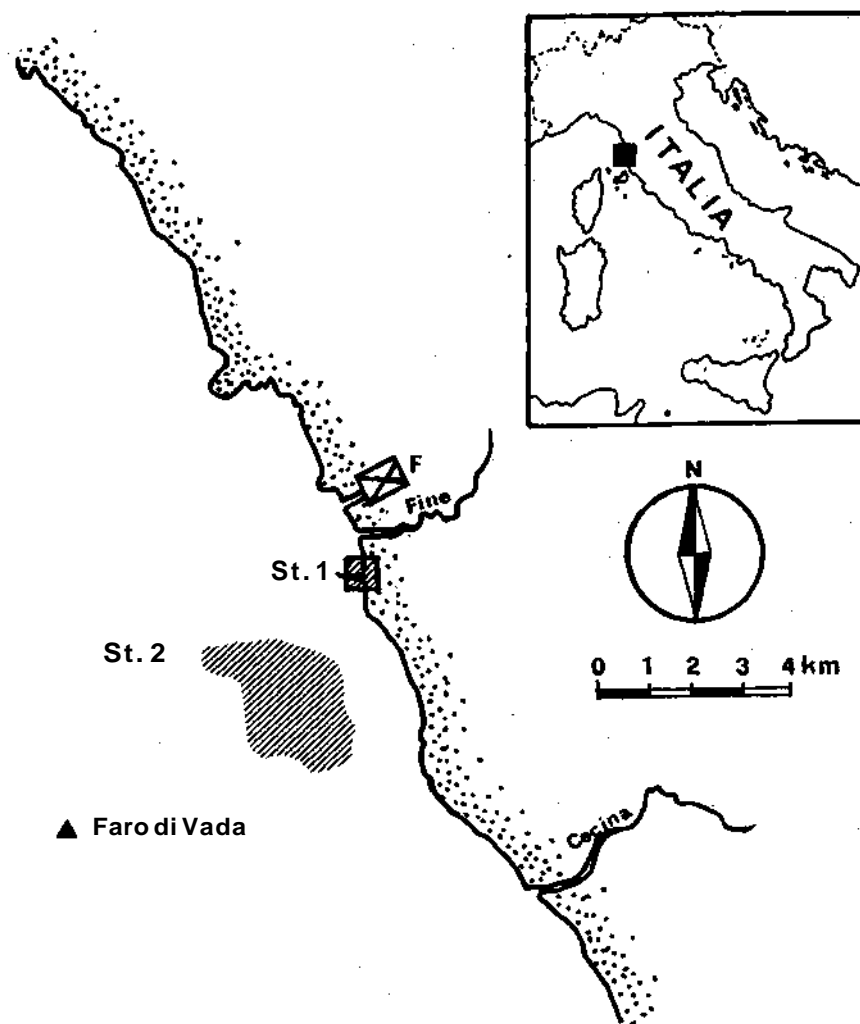 ITALIA
F
Fine
N
St. 1
0 1 2 3 4 km
St. 2
Cecina
Faro di Vada